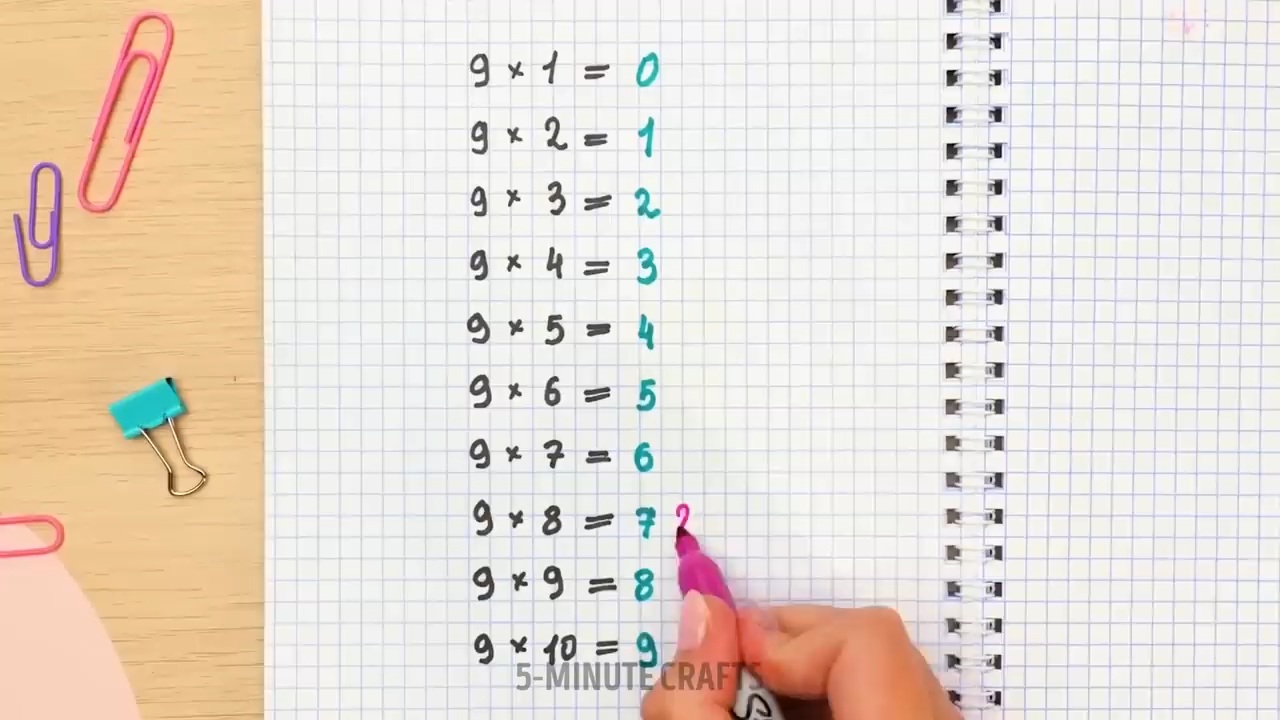 9 × 1 = 0
9 × 2 = 1
9 × 3 = 2
9 × 4 = 3
9 × 5 = 4
9 × 6 = 5
9 × 7 = 6
9 × 8 = 7 2
9 × 9 = 8
9 × 10 = 9
5-MINUTE CRAFTS